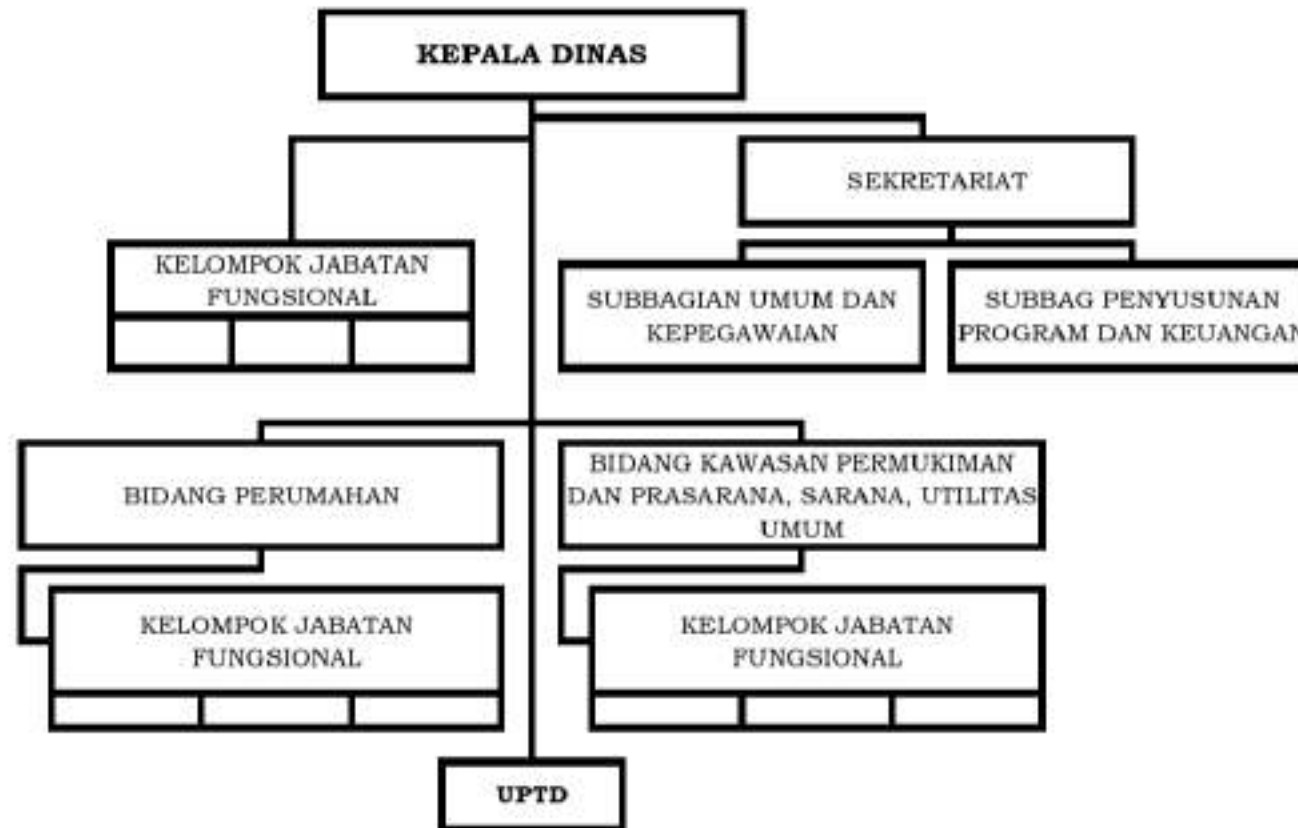 KEPALA DINAS
SEKRETARIAT
KELOMPOK JABATAN
FUNGSIONAL
SUBBAGIAN UMUM DAN
KEPEGAWAIAN
SUBBAG PENYUSUNAN
PROGRAM DAN KEUANGAN
BIDANG PERUMAHAN
BIDANG KAWASAN PERMUKIMAN
DAN PRASARANA, SARANA, UTILITAS
UMUM
KELOMPOK JABATAN
FUNGSIONAL
KELOMPOK JABATAN
FUNGSIONAL
UPTD